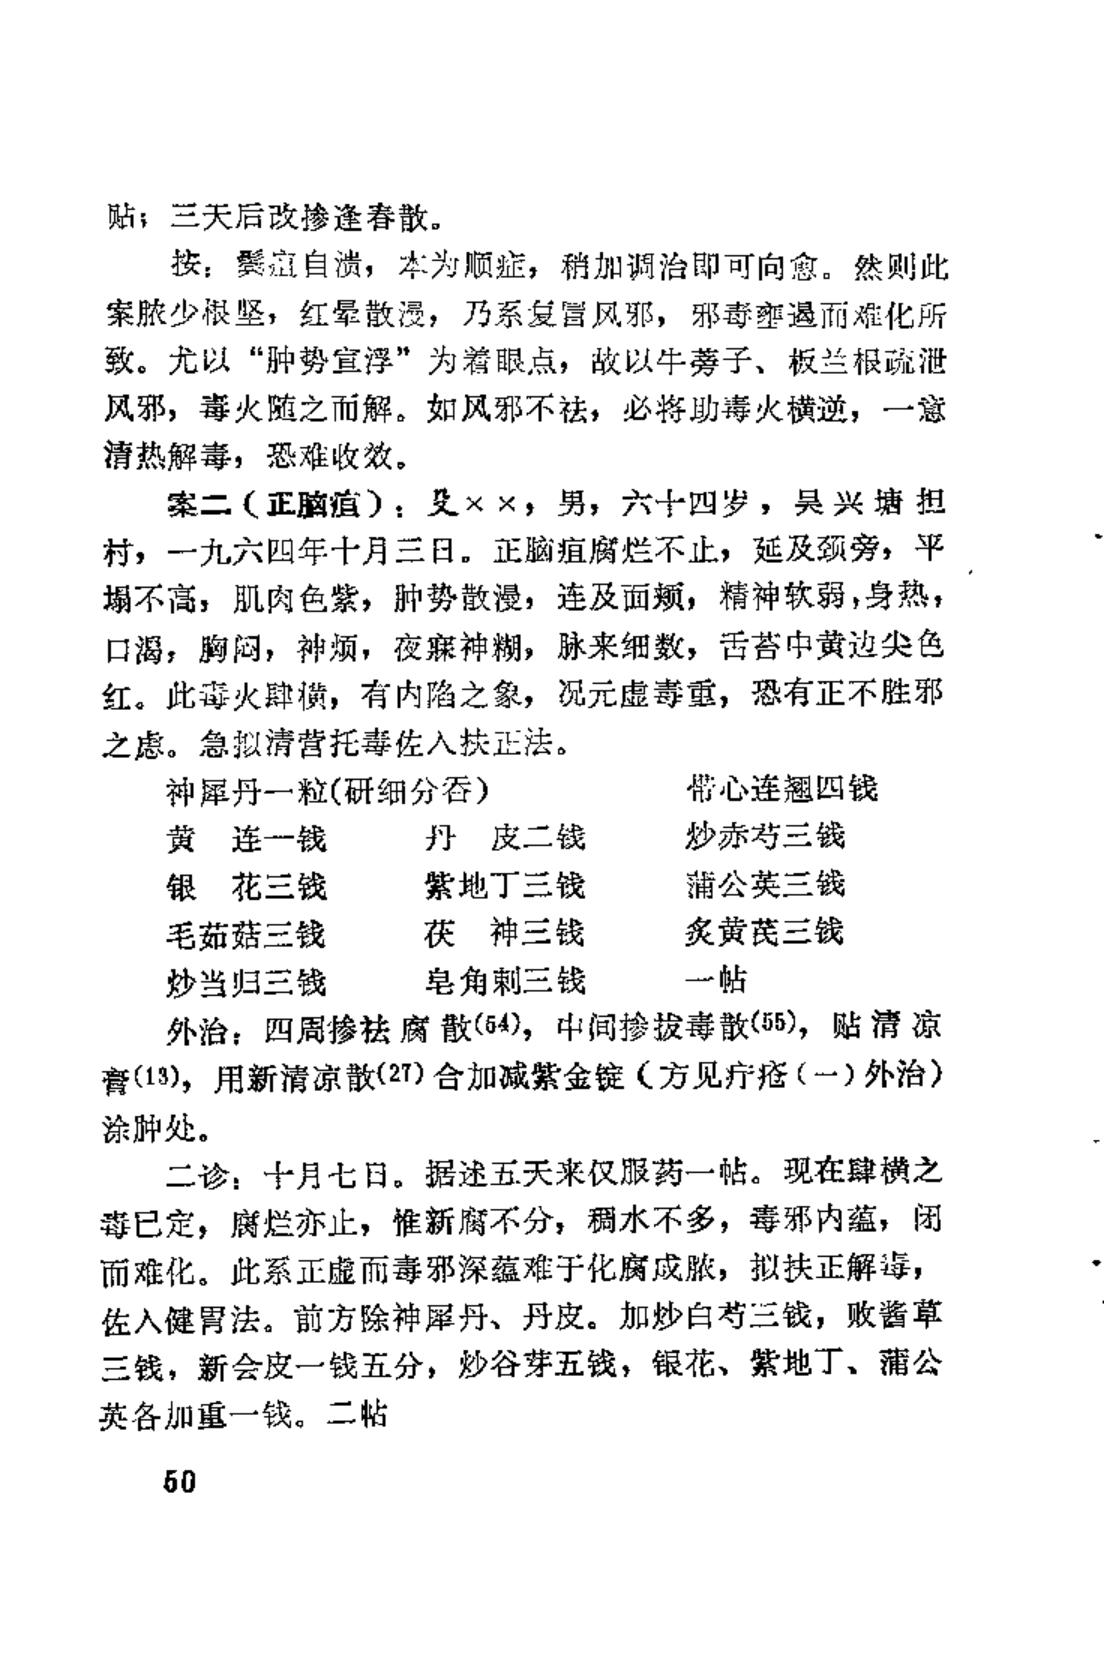 贴；三天后改掺逢春散。
按：鬓疽自溃，本为顺症，稍加调治即可向愈。然则此
案脓少根坚，红晕散漫，乃系复冒风邪，邪毒壅遏而难化所
致。尤以“肿势宣浮”为着眼点，故以牛蒡子、板兰根疏泄
风邪，毒火随之而解。如风邪不祛，必将助毒火横逆，一意
清热解毒，恐难收效。
案二（正脑疽）：殳××，男，六十四岁，吴兴塘担
村，一九六四年十月三日。正脑疽腐烂不止，延及颈旁，平
塌不高，肌肉色紫，肿势散漫，连及面颊，精神软弱，身热，
口渴，胸闷，神烦，夜寐神糊，脉来细数，舌苔中黄边尖色
红。此毒火肆横，有内陷之象，况元虚毒重，恐有正不胜邪
之虑。急拟清营托毒佐入扶正法。
神犀丹一粒(研细分吞) 带心连翘四钱
黄　连一钱 丹　皮二钱 炒赤芍三钱
银　花三钱 紫地丁三钱 蒲公英三钱
毛茹菇三钱 茯　神三钱 炙黄芪三钱
炒当归三钱 皂角刺三钱 一帖
外治：四周掺祛腐散(54)，中间掺拔毒散(55)，贴清凉
膏(13)，用新清凉散(27)合加减紫金锭（方见疔疮（一）外治）
涂肿处。
二诊：十月七日。据述五天来仅服药一帖。现在肆横之
毒已定，腐烂亦止，惟新腐不分，稠水不多，毒邪内蕴，闭
而难化。此系正虚而毒邪深蕴难于化腐成脓，拟扶正解毒，
佐入健胃法。前方除神犀丹、丹皮。加炒白芍三钱，败酱草
三钱，新会皮一钱五分，炒谷芽五钱，银花、紫地丁、蒲公
英各加重一钱。二帖
50